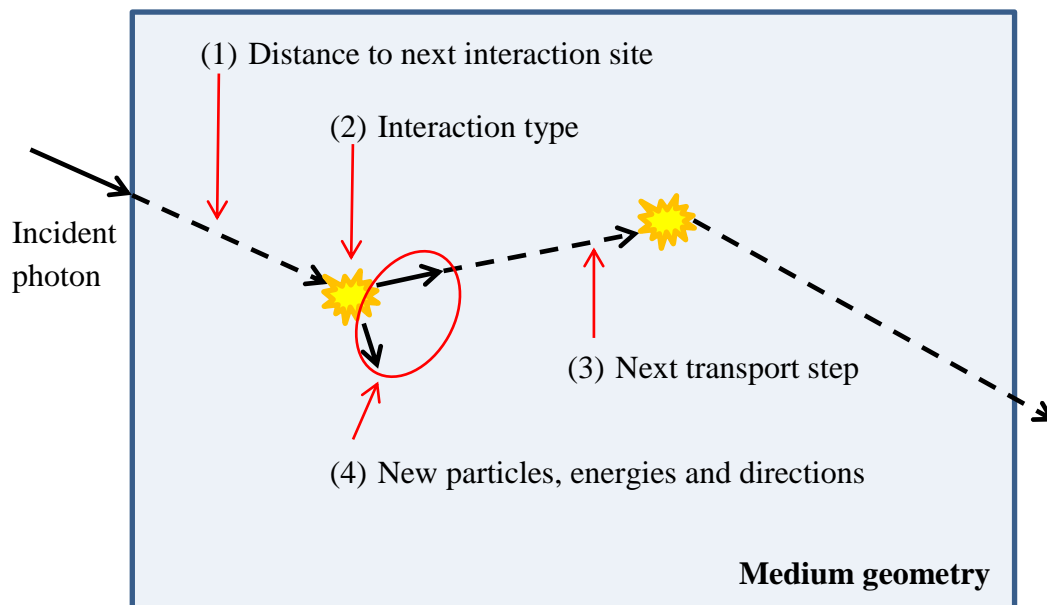 (1) Distance to next interaction site
(2) Interaction type
Incident
photon
(3) Next transport step
(4) New particles, energies and directions
Medium geometry